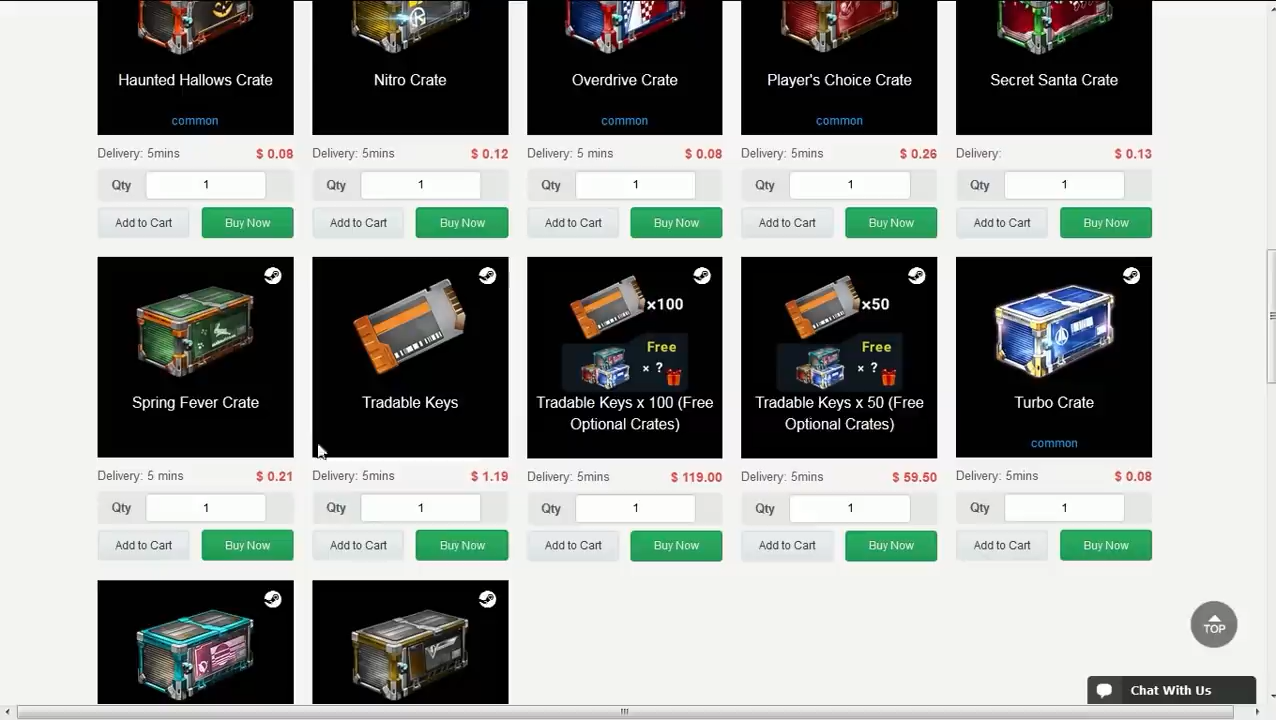 Haunted Hallows Crate
Nitro Crate
Overdrive Crate
Player's Choice Crate
Secret Santa Crate
common
common
common
Delivery: 5mins $ 0.08
Delivery: 5mins $ 0.12
Delivery: 5 mins $ 0.08
Delivery: 5mins $ 0.26
Delivery: $ 0.13
Qty 1
Qty 1
Qty 1
Qty 1
Qty 1
Add to Cart Buy Now
Add to Cart Buy Now
Add to Cart Buy Now
Add to Cart Buy Now
Add to Cart Buy Now
×100
Free
× ?
×50
Free
× ?
Spring Fever Crate
Tradable Keys
Tradable Keys x 100 (Free
Optional Crates)
Tradable Keys x 50 (Free
Optional Crates)
Turbo Crate
common
Delivery: 5 mins $ 0.21
Delivery: 5mins $ 1.19
Delivery: 5mins $ 119.00
Delivery: 5mins $ 59.50
Delivery: 5mins $ 0.08
Qty 1
Qty 1
Qty 1
Qty 1
Qty 1
Add to Cart Buy Now
Add to Cart Buy Now
Add to Cart Buy Now
Add to Cart Buy Now
Add to Cart Buy Now
TOP
Chat With Us